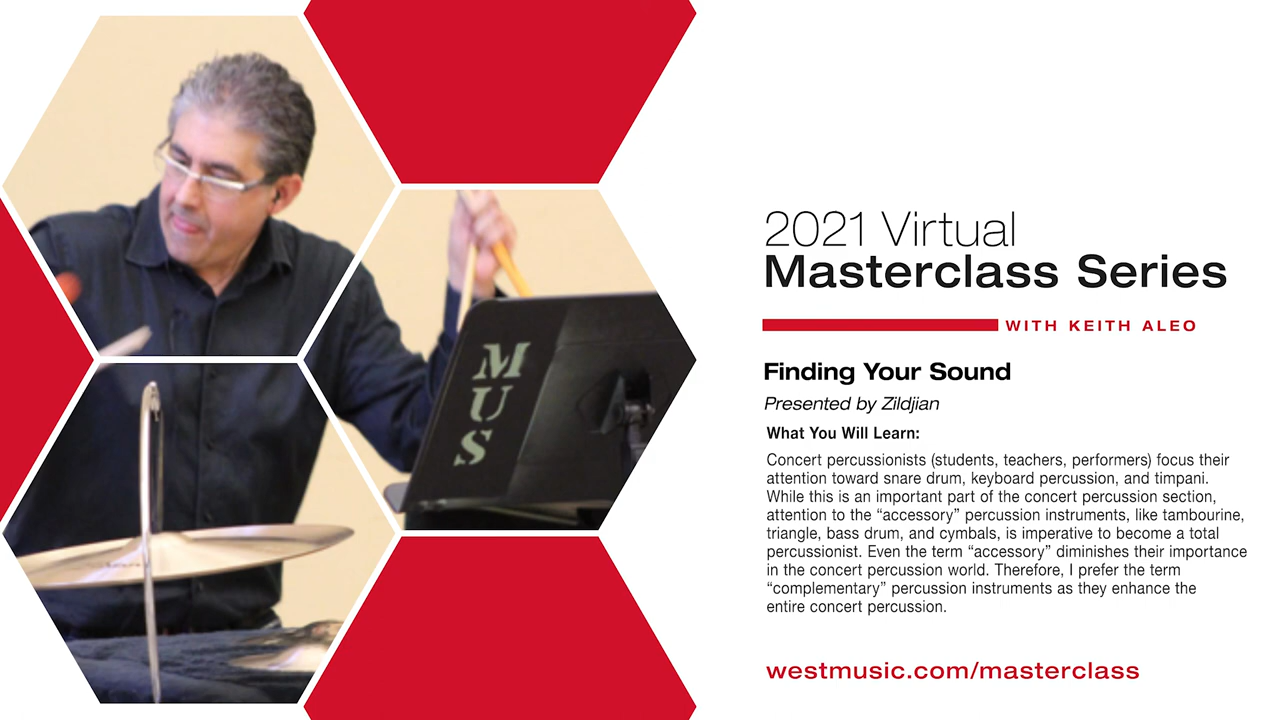 MUS
2021 Virtual
Masterclass Series
WITH KEITH ALEO
Finding Your Sound
Presented by Zildjian
What You Will Learn:
Concert percussionists (students, teachers, performers) focus their
attention toward snare drum, keyboard percussion, and timpani.
While this is an important part of the concert percussion section,
attention to the “accessory” percussion instruments, like tambourine,
triangle, bass drum, and cymbals, is imperative to become a total
percussionist. Even the term “accessory” diminishes their importance
in the concert percussion world. Therefore, I prefer the term
“complementary” percussion instruments as they enhance the
entire concert percussion.
westmusic.com/masterclass